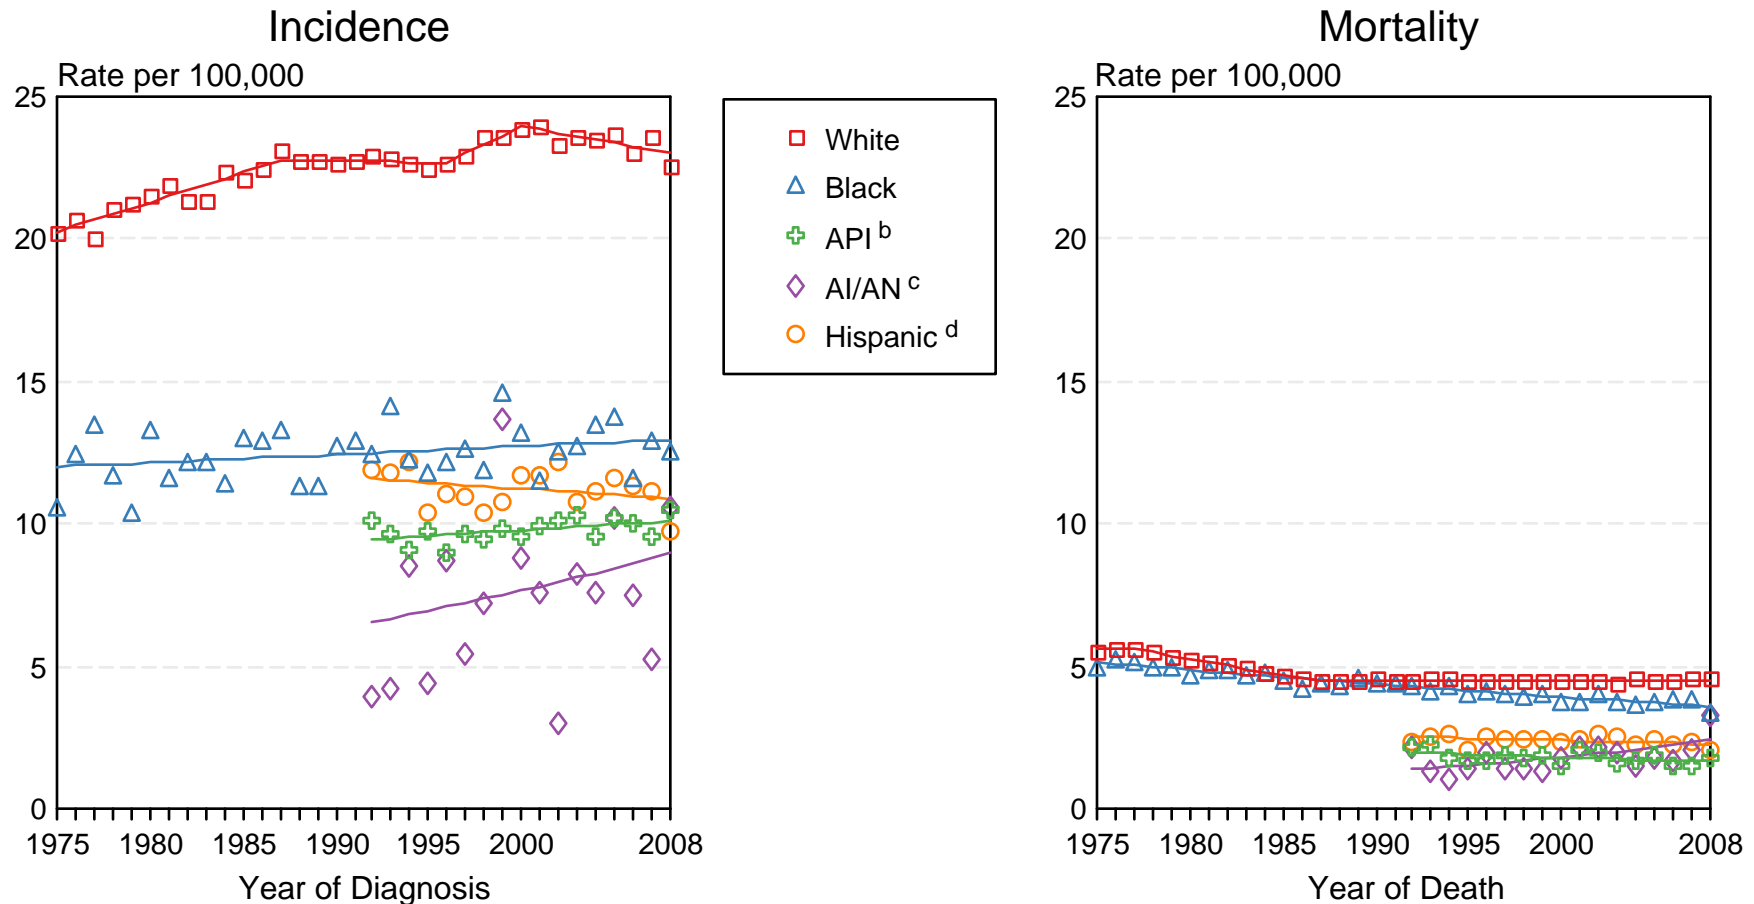 Incidence
Mortality
Rate per 100,000
Rate per 100,000
25
20
15
10
5
0
1975 1980 1985 1990 1995 2000 2008
Year of Diagnosis
White
Black
API b
AI/AN c
Hispanic d
25
20
15
10
5
0
1975 1980 1985 1990 1995 2000 2008
Year of Death